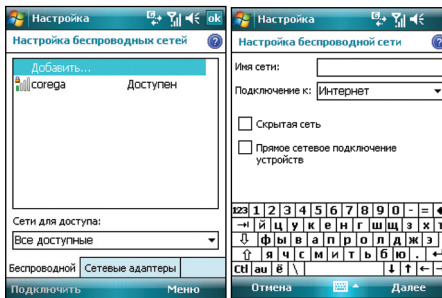 Настройка
ok
Настройка беспроводных сетей
?
Добавить...
corega Доступен
Сети для доступа:
Все доступные
Беспроводной Сетевые адаптеры
Подключить Меню
Настройка
Настройка беспроводной сети
?
Имя сети:
Подключение к: Интернет
Скрытая сеть
Прямое сетевое подключение
устройств
123 1 2 3 4 5 6 7 8 9 0 - =
й ц у к е н г ш щ з х
ф ы в а п р о л д ж э
я ч с м и т ь б ю .
Ctl au ё \
Отмена Далее